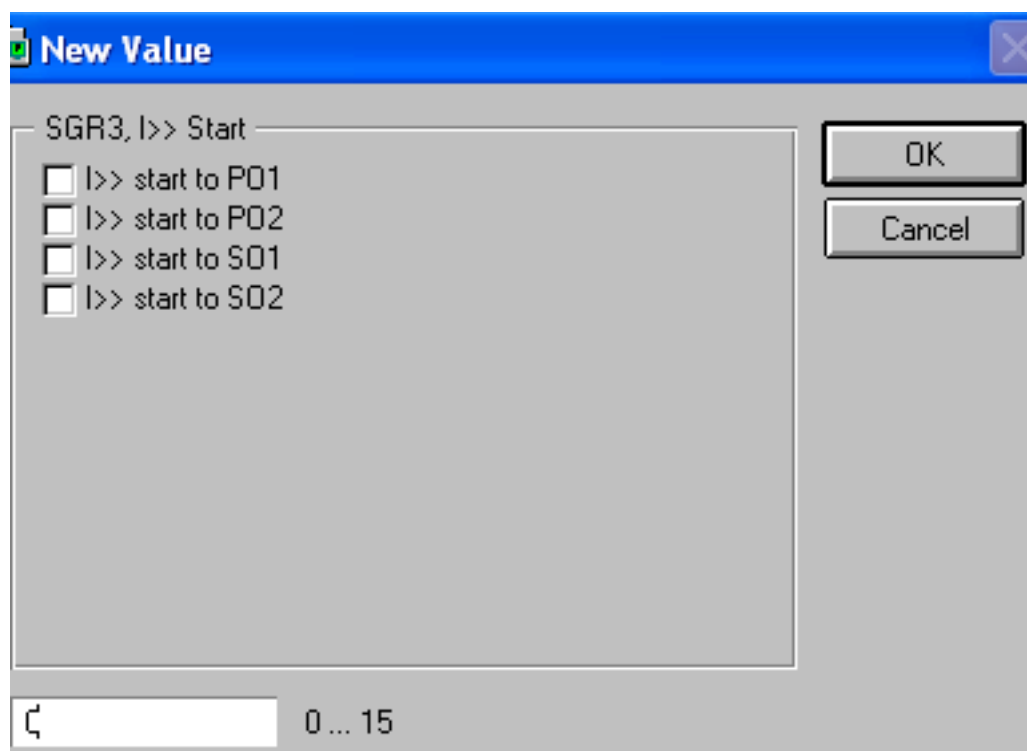 New Value
SGR3, I>> Start
I>> start to PO1
I>> start to PO2
I>> start to SO1
I>> start to SO2
OK
Cancel
0 ... 15